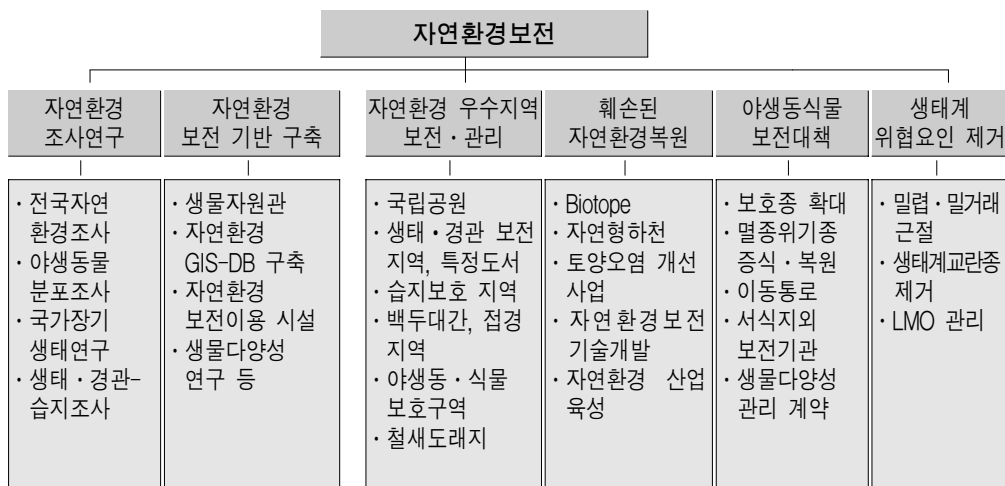 자연환경보전
자연환경
조사연구
자연환경
보전 기반 구축
자연환경 우수지역
보전·관리
훼손된
자연환경복원
야생동식물
보전대책
생태계
위협요인 제거
· 전국자연
환경조사
· 야생동물
분포조사
· 국가장기
생태연구
· 생태·경관-
습지조사
· 생물자원관
· 자연환경
GIS-DB 구축
· 자연환경
보전이용 시설
· 생물다양성
연구 등
· 국립공원
· 생태·경관 보전
지역, 특정도서
· 습지보호 지역
· 백두대간, 접경
지역
· 야생동·식물
보호구역
· 철새도래지
· Biotope
· 자연형하천
· 토양오염 개선
사업
· 자연환경보전
기술개발
· 자연환경 산업
육성
· 보호종 확대
· 멸종위기종
증식·복원
· 이동통로
· 서식지외
보전기관
· 생물다양성
관리 계약
· 밀렵·밀거래
근절
· 생태계교란종
제거
· LMO 관리